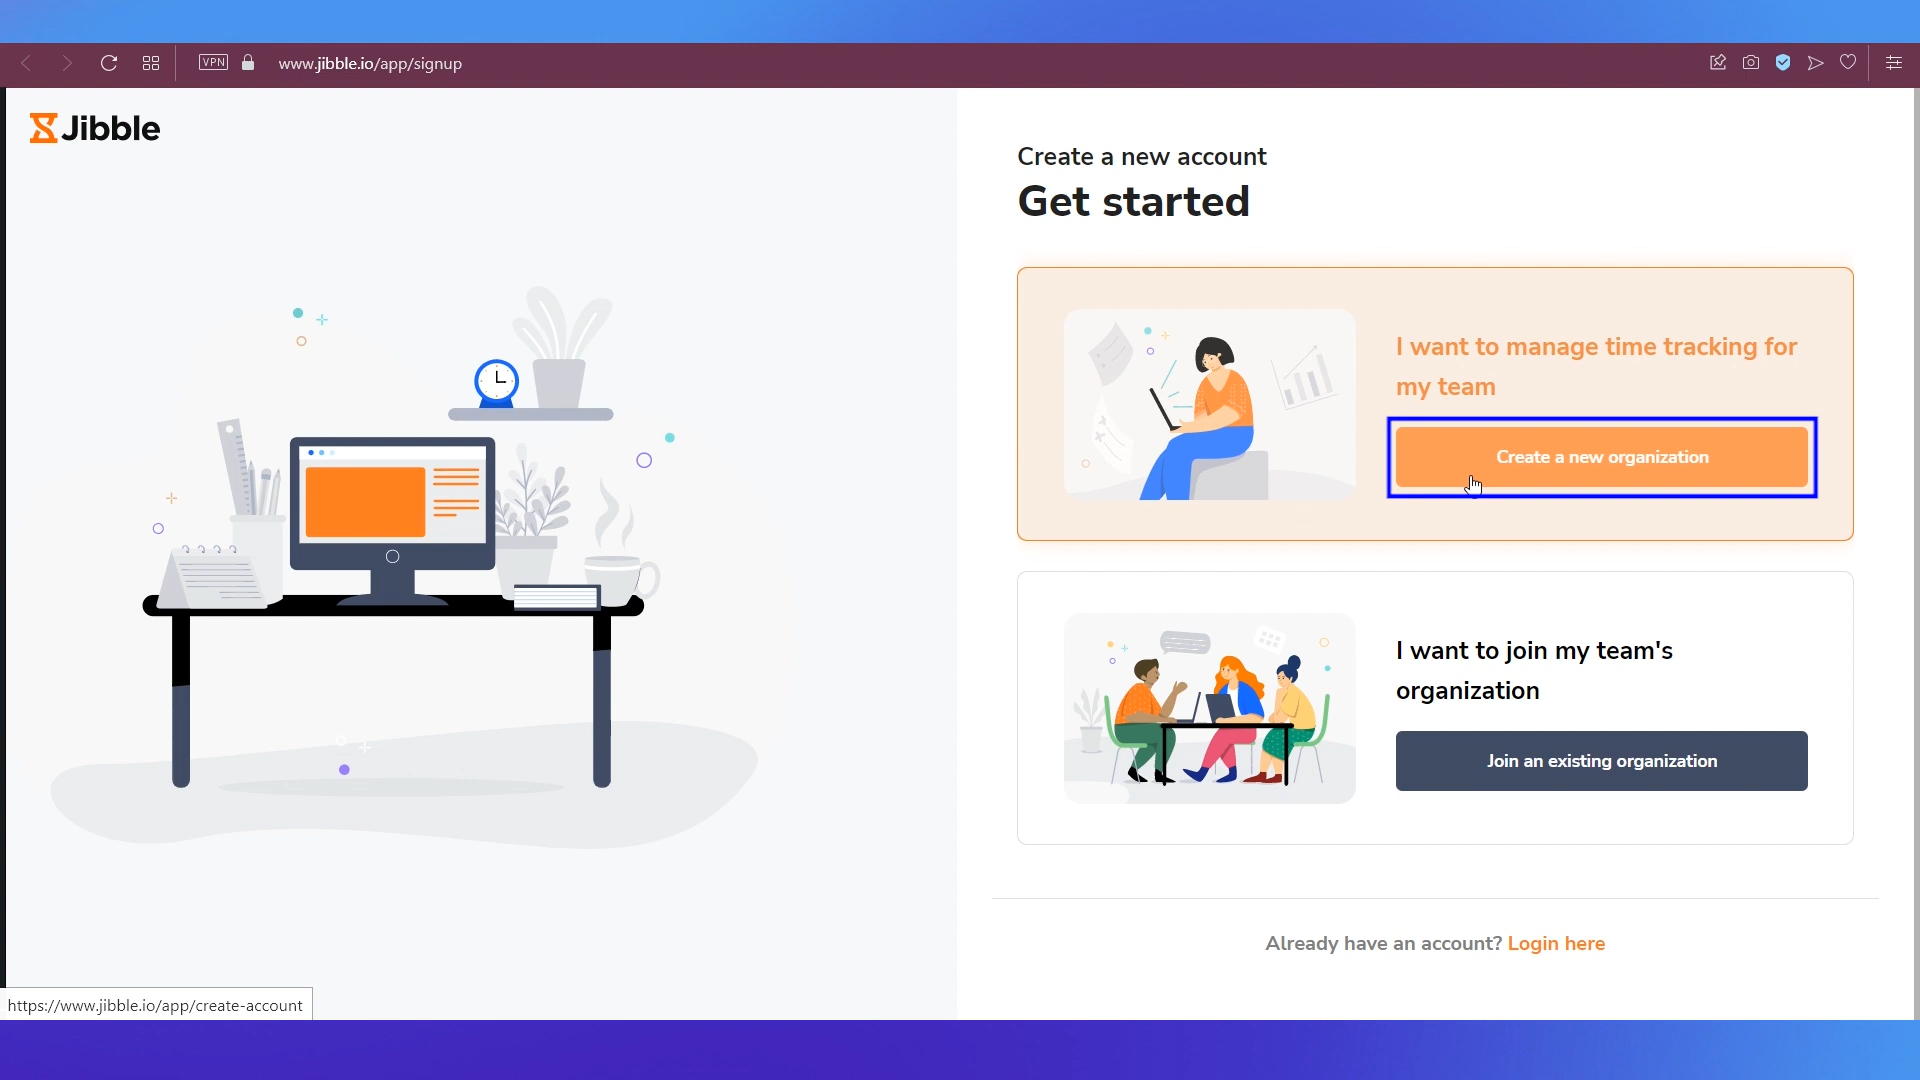 VPN
www.jibble.io/app/signup
Jibble
Create a new account
Get started
I want to manage time tracking for
my team
Create a new organization
I want to join my team's
organization
Join an existing organization
Already have an account? Login here
https://www.jibble.io/app/create-account